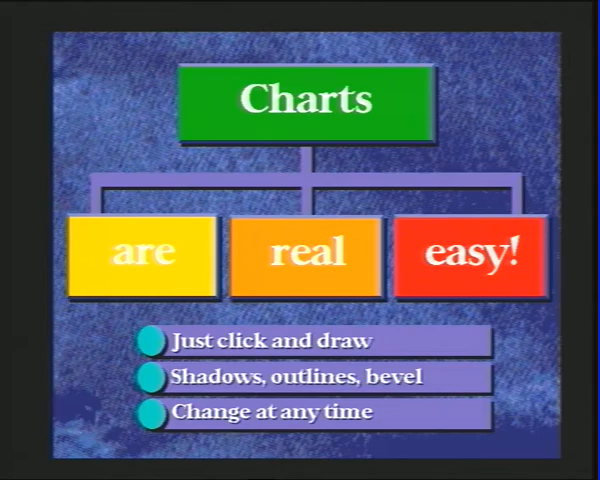 Charts
are real easy!
Just click and draw
Shadows, outlines, bevel
Change at any time